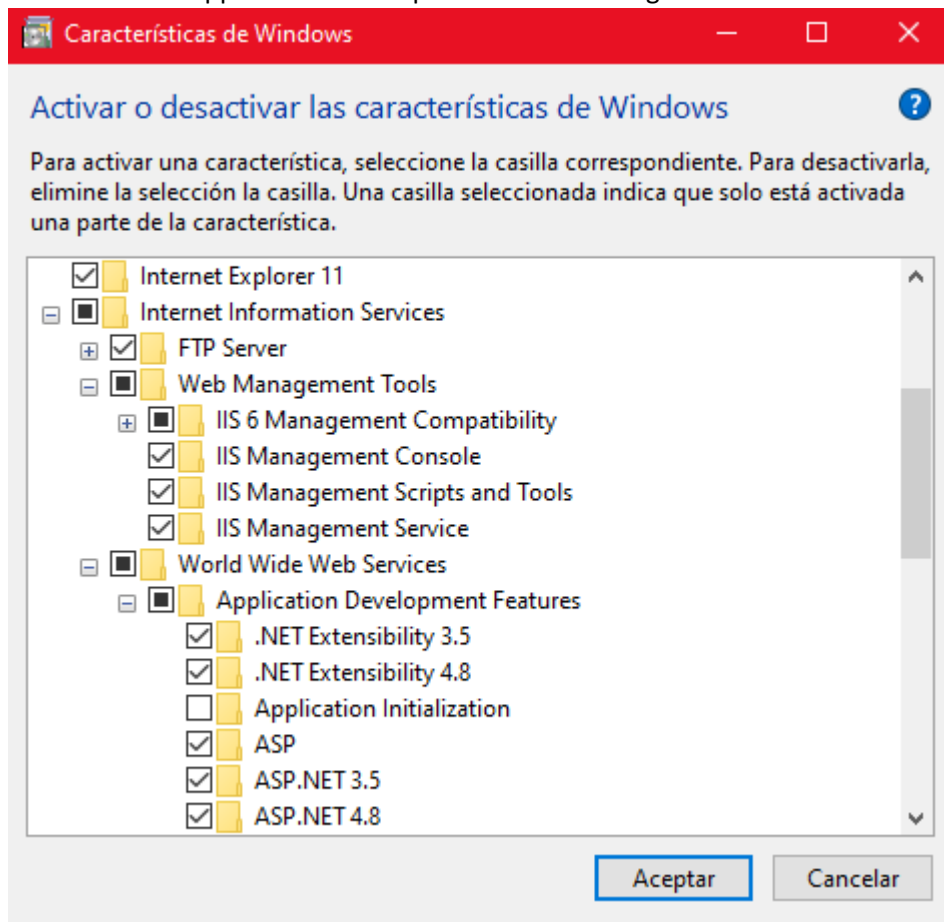 Características de Windows
Activar o desactivar las características de Windows
Para activar una característica, seleccione la casilla correspondiente. Para desactivarla,
elimine la selección la casilla. Una casilla seleccionada indica que solo está activada
una parte de la característica.
Internet Explorer 11
Internet Information Services
FTP Server
Web Management Tools
IIS 6 Management Compatibility
IIS Management Console
IIS Management Scripts and Tools
IIS Management Service
World Wide Web Services
Application Development Features
.NET Extensibility 3.5
.NET Extensibility 4.8
Application Initialization
ASP
ASP.NET 3.5
ASP.NET 4.8
Aceptar Cancelar